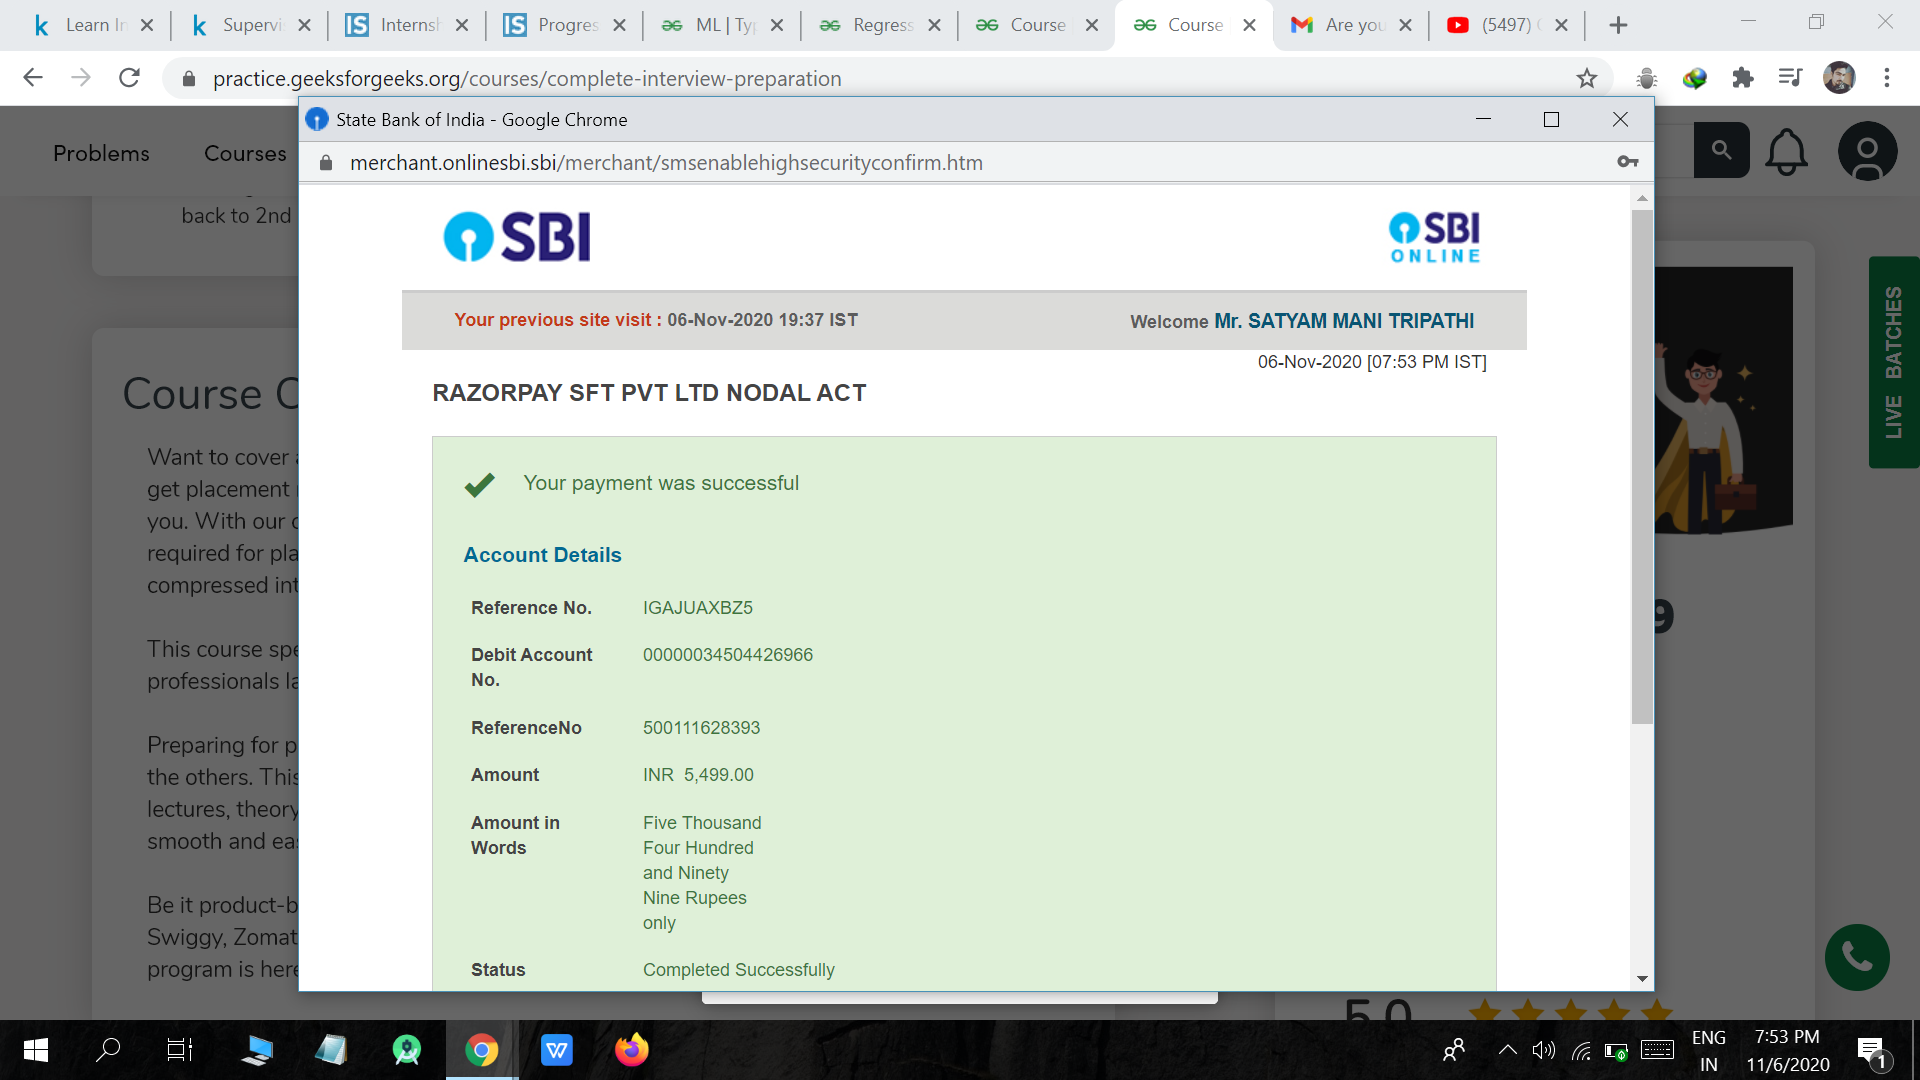 Learn In
Supervi
Internsh
Progres
ML | Ty
Regress
Course
Course
Are you
(5497)
practice.geeksforgeeks.org/courses/complete-interview-preparation
State Bank of India - Google Chrome
merchant.onlinesbi.sbi/merchant/smsenablehighsecurityconfirm.htm
Problems
Courses
back to 2nd
SBI
SBI
ONLINE
Your previous site visit : 06-Nov-2020 19:37 IST
Welcome Mr. SATYAM MANI TRIPATHI
06-Nov-2020 [07:53 PM IST]
RAZORPAY SFT PVT LTD NODAL ACT
Your payment was successful
Account Details
Reference No. IGAJUAXBZ5
Debit Account 00000034504426966
No.
ReferenceNo 500111628393
Amount INR 5,499.00
Amount in Five Thousand
Words Four Hundred
and Ninety
Nine Rupees
only
Status Completed Successfully
Course C
Want to cover
get placement
you. With our
required for pla
compressed int
This course spe
professionals la
Preparing for p
the others. This
lectures, theory
smooth and eas
Be it product-b
Swiggy, Zomat
program is here
LIVE BATCHES
9
5.0
ENG
IN
7:53 PM
11/6/2020
1